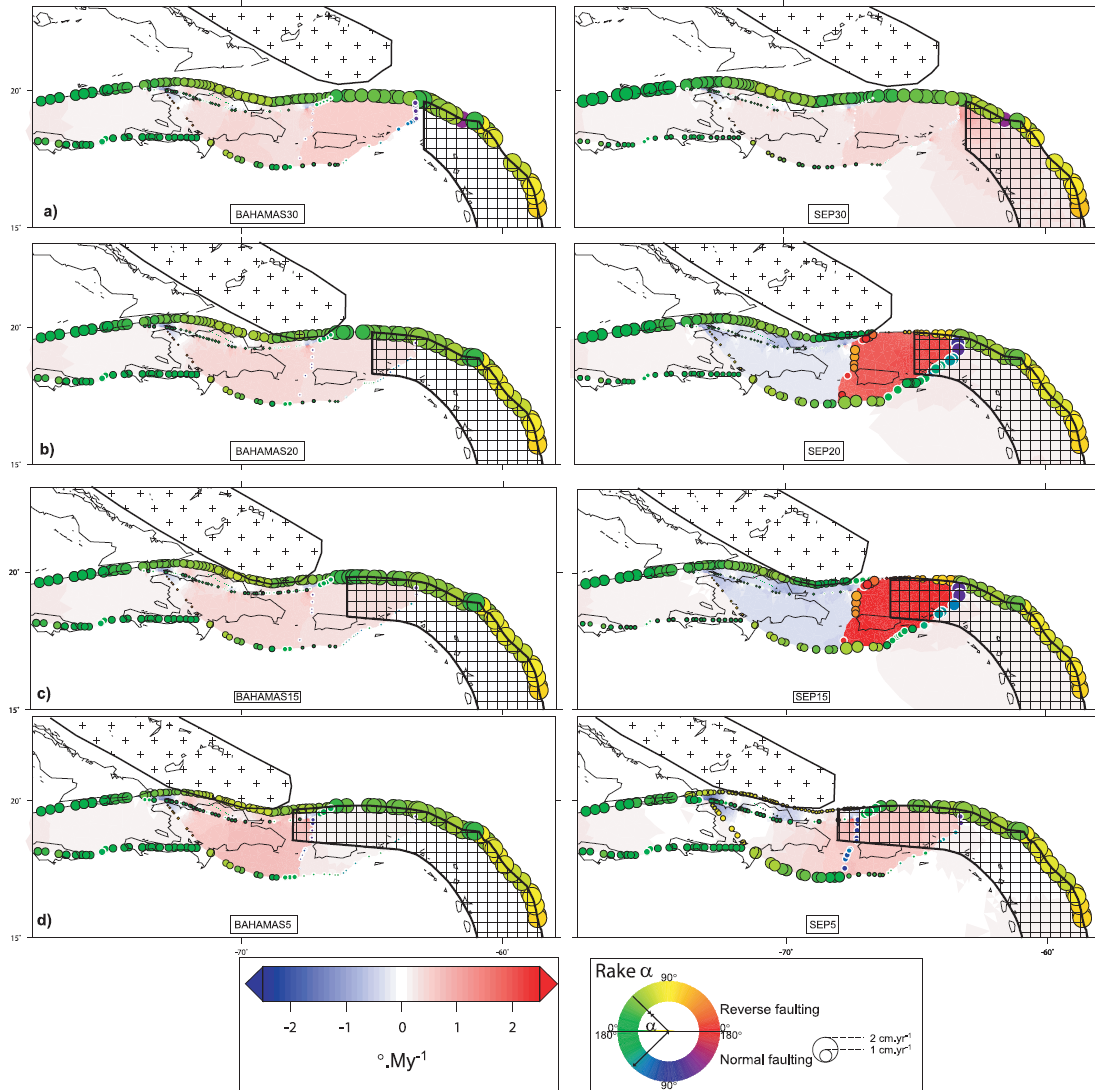 20°
15°
a)
BAHAMAS30
SEP30
20°
15°
b)
BAHAMAS20
SEP20
20°
15°
c)
BAHAMAS15
SEP15
20°
15°
d)
BAHAMAS5
SEP5
-70°
-60°
-70°
-60°
-2 -1 0 1 2
°.My⁻¹
Rake α
90°
Reverse faulting
0°
180°
α
0°
180°
Normal faulting
90°
2 cm.yr⁻¹
1 cm.yr⁻¹